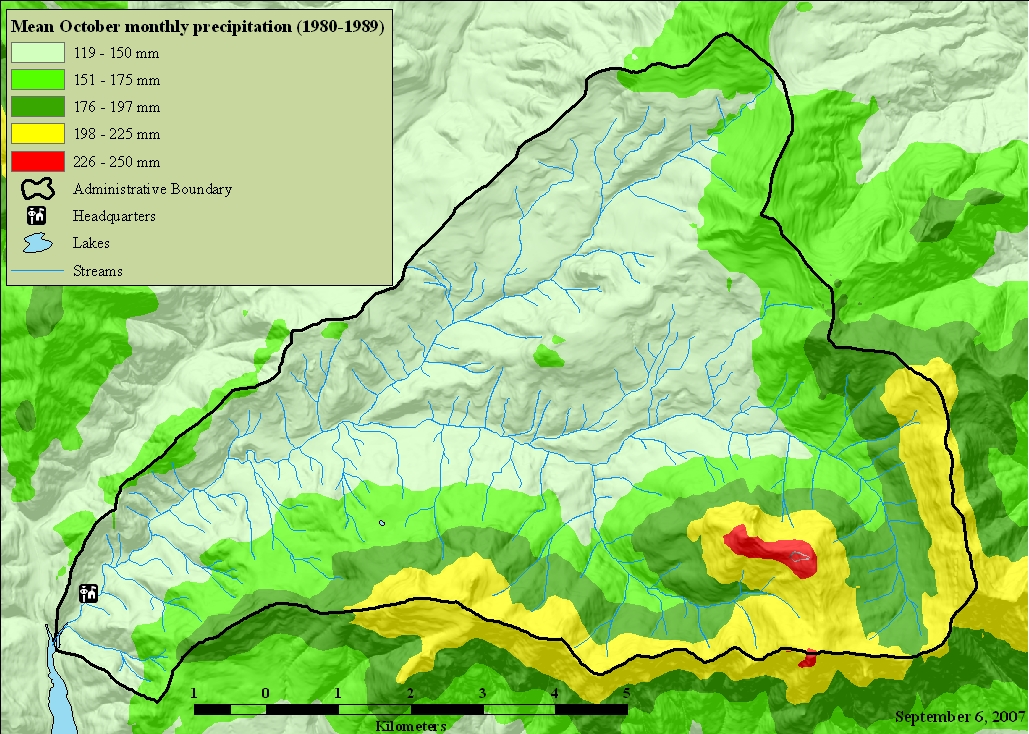 Mean October monthly precipitation (1980-1989)
119 - 150 mm
151 - 175 mm
176 - 197 mm
198 - 225 mm
226 - 250 mm
Administrative Boundary
Headquarters
Lakes
Streams
1 0 1 2 3 4 5
Kilometers
September 6, 2007